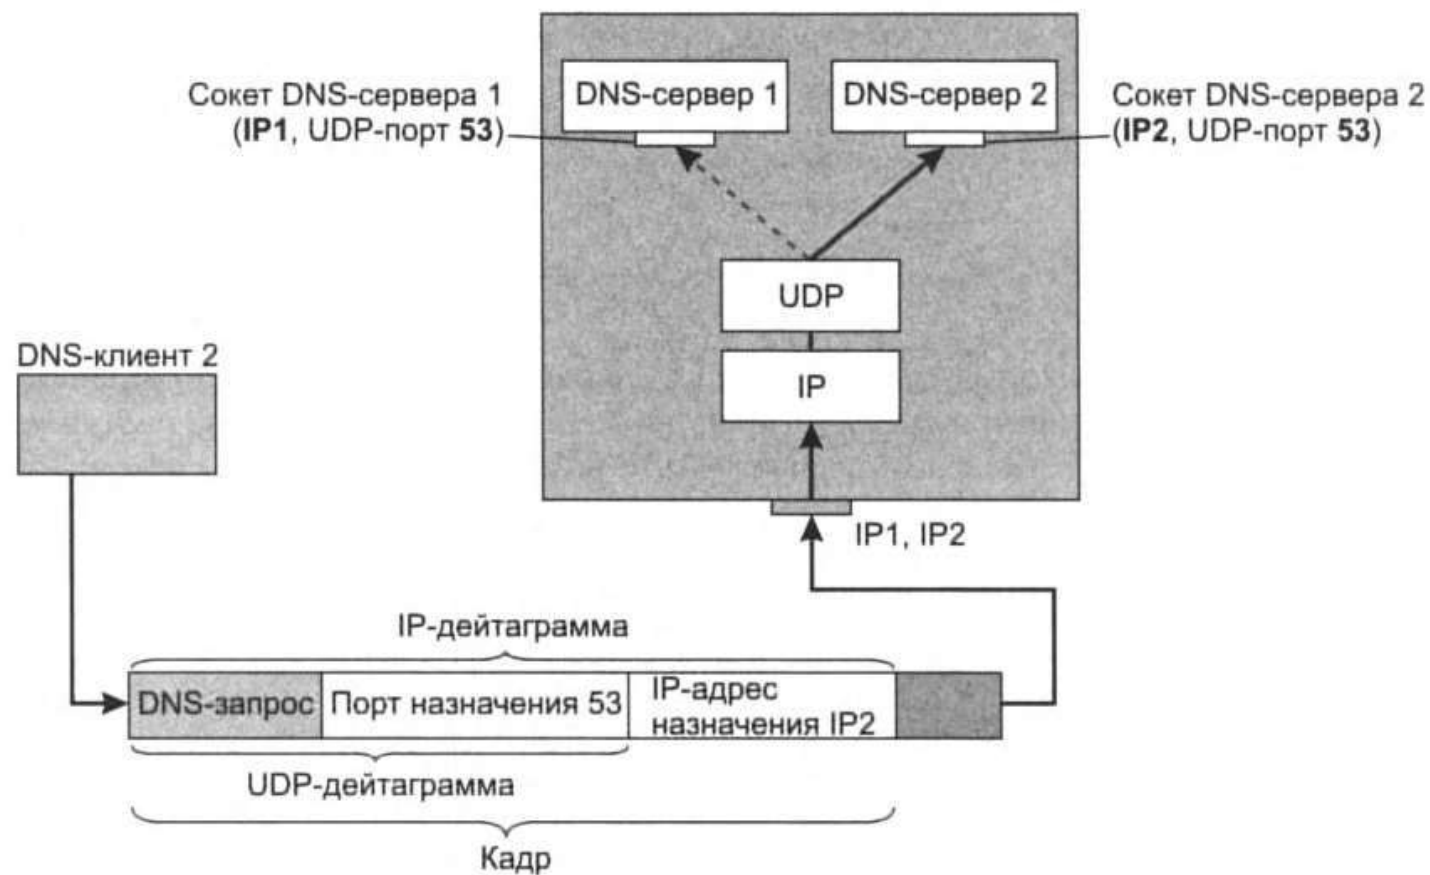 DNS-сервер 1
DNS-сервер 2
Сокет DNS-сервера 1
(IP1, UDP-порт 53)
Сокет DNS-сервера 2
(IP2, UDP-порт 53)
UDP
IP
DNS-клиент 2
IP1, IP2
IP-дейтаграмма
DNS-запрос
Порт назначения 53
IP-адрес
назначения IP2
UDP-дейтаграмма
Кадр